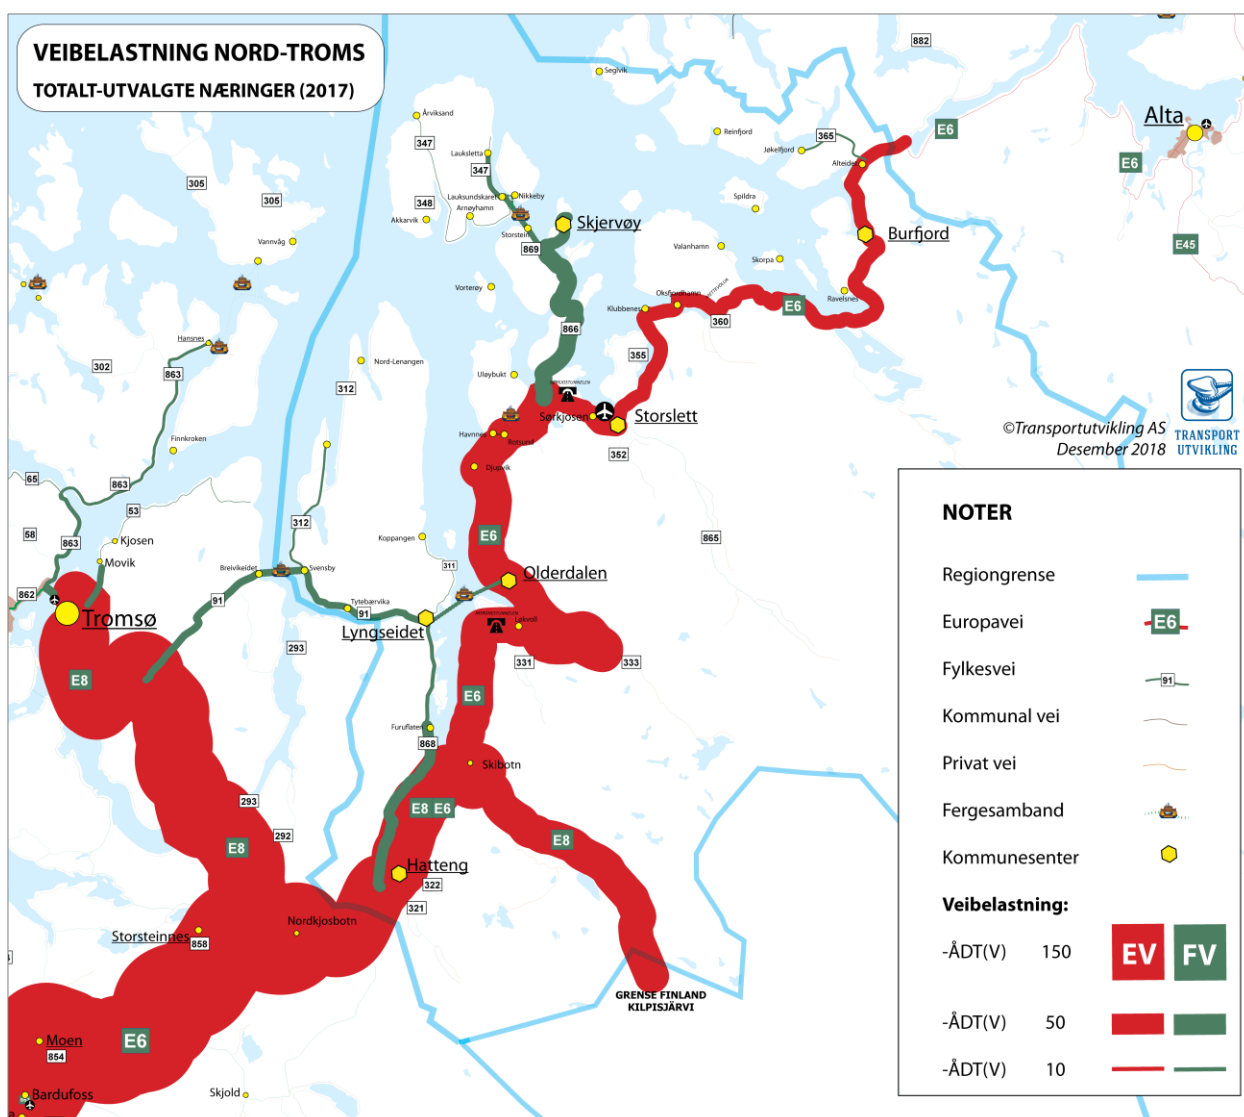 VEIBELASTNING NORD-TROMS
TOTALT-UTVALGTE NÆRINGER (2017)
882
E6
Alta
E6
E45
Seglvik
Årviksand
347
Lauksletta
347
Reinfjord
365
Jøkelfjord
Alteidet
305
305
Lauksundskaret
Nikkeby
348
Arnøyhamn
Akkarvik
Spildra
Skjervøy
Storstein
869
Burfjord
Vannvåg
Valanhamn
Skorpa
Vorterøy
Ravelsnes
Oksfjordhamn
Klubbenes
E6
360
866
Hansnes
355
302
863
Nord-Lenangen
312
Uløybukt
Sørkjosen
Storslett
Havnnes
Rotsund
352
Finnkroken
Djupvik
65
863
53
312
58
863
Kjosen
Koppangen
E6
865
Movik
311
Breivikeidet
Svensby
Olderdalen
862
91
Tytebærvika
91
Tromsø
Lyngseidet
Løkvoll
293
331
333
E8
E6
Furuflaten
868
Skibotn
293
E8 E6
292
E8
E8
Hatteng
322
321
Nordkjosbotn
Storsteinnes
858
GRENSE FINLAND
KILPISJÄRVI
Moen
854
E6
Bardufoss
Skjold
©Transportutvikling AS
Desember 2018
TRANSPORT
UTVIKLING
NOTER
Regiongrense
Europavei
E6
Fylkesvei
91
Kommunal vei
Privat vei
Fergesamband
Kommunesenter
Veibelastning:
-ÅDT(V) 150 EV FV
-ÅDT(V) 50
-ÅDT(V) 10